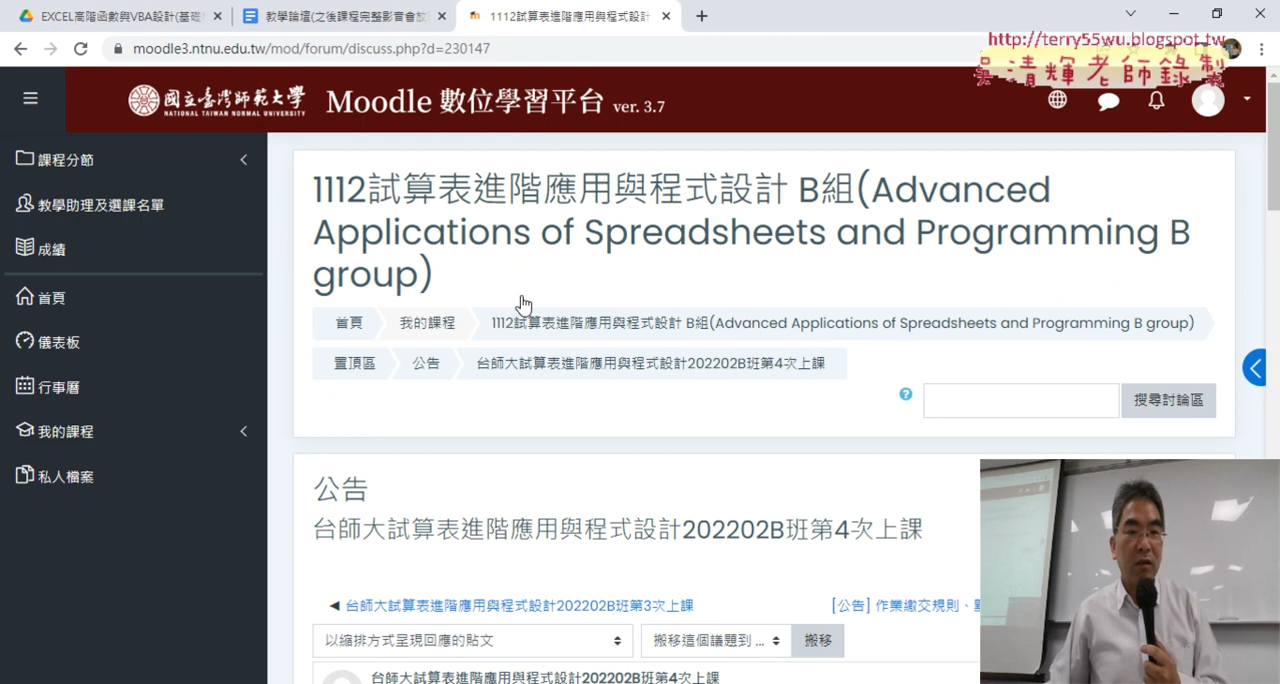 EXCEL高階函數與VBA設計(基礎
教學論壇(之後課程完整影音會放
1112試算表進階應用與程式設計
moodle3.ntnu.edu.tw/mod/forum/discuss.php?d=230147
http://terry55wu.blogspot.tw
吳清輝老師錄製
國立臺灣師範大學
NATIONAL TAIWAN NORMAL UNIVERSITY
Moodle 數位學習平台 ver. 3.7
課程分節
教學助理及選課名單
成績
首頁
儀表板
行事曆
我的課程
私人檔案
1112試算表進階應用與程式設計 B組(Advanced
Applications of Spreadsheets and Programming B
group)
首頁
我的課程
1112試算表進階應用與程式設計 B組(Advanced Applications of Spreadsheets and Programming B group)
置頂區
公告
台師大試算表進階應用與程式設計202202B班第4次上課
搜尋討論區
公告
台師大試算表進階應用與程式設計202202B班第4次上課
◀ 台師大試算表進階應用與程式設計202202B班第3次上課
[公告] 作業繳交規則、
以縮排方式呈現回應的貼文
搬移這個議題到 ...
搬移
台師大試算表進階應用與程式設計202202B班第4次上課